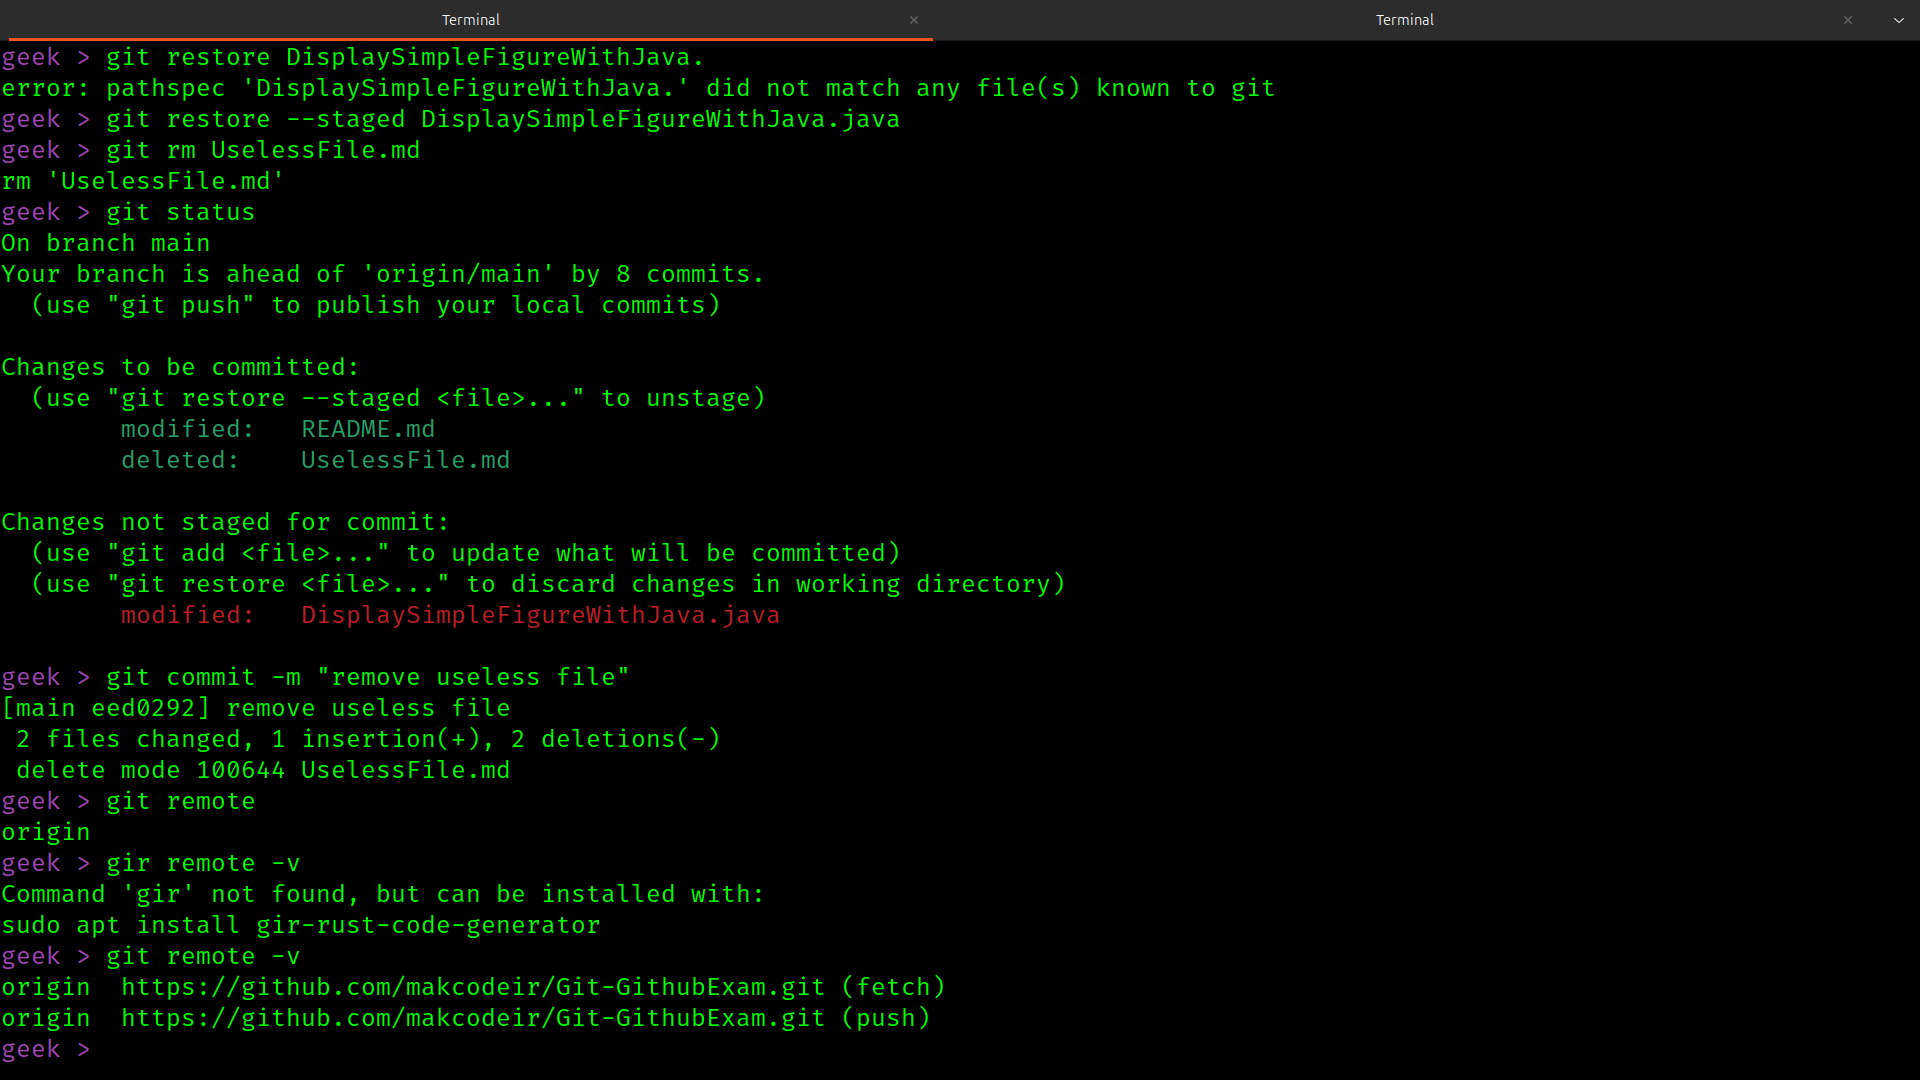 Terminal
Terminal
geek > git restore DisplaySimpleFigureWithJava.
error: pathspec 'DisplaySimpleFigureWithJava.' did not match any file(s) known to git
geek > git restore --staged DisplaySimpleFigureWithJava.java
geek > git rm UselessFile.md
rm 'UselessFile.md'
geek > git status
On branch main
Your branch is ahead of 'origin/main' by 8 commits.
  (use "git push" to publish your local commits)

Changes to be committed:
  (use "git restore --staged <file>..." to unstage)
        modified:   README.md
        deleted:    UselessFile.md

Changes not staged for commit:
  (use "git add <file>..." to update what will be committed)
  (use "git restore <file>..." to discard changes in working directory)
        modified:   DisplaySimpleFigureWithJava.java

geek > git commit -m "remove useless file"
[main eed0292] remove useless file
 2 files changed, 1 insertion(+), 2 deletions(-)
 delete mode 100644 UselessFile.md
geek > git remote
origin
geek > gir remote -v
Command 'gir' not found, but can be installed with:
sudo apt install gir-rust-code-generator
geek > git remote -v
origin  https://github.com/makcodeir/Git-GithubExam.git (fetch)
origin  https://github.com/makcodeir/Git-GithubExam.git (push)
geek >